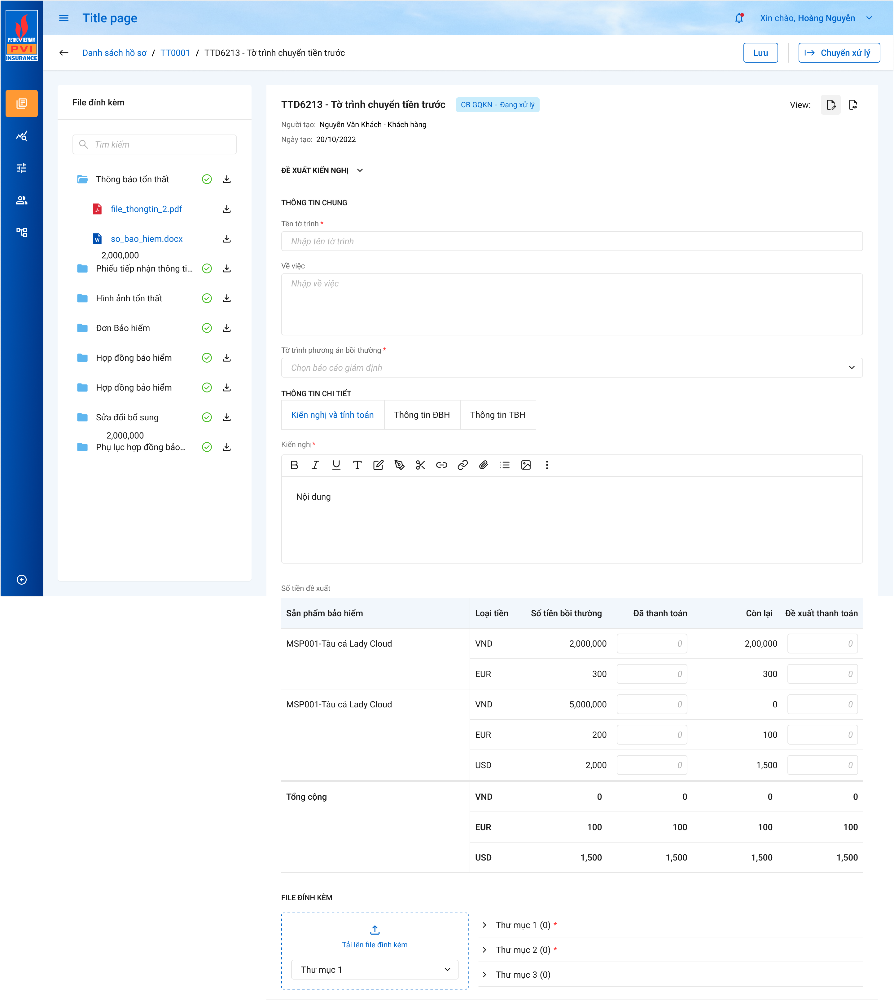 PETROVIETNAM
PVI
INSURANCE
Title page
Xin chào, Hoàng Nguyễn
Danh sách hồ sơ / TT0001 / TTD6213 - Tờ trình chuyển tiền trước
Lưu
Chuyển xử lý
File đính kèm
Tìm kiếm
Thông báo tổn thất
file_thongtin_2.pdf
so_bao_hiem.docx
2,000,000
Phiếu tiếp nhận thông ti...
Hình ảnh tổn thất
Đơn Bảo hiểm
Hợp đồng bảo hiểm
Hợp đồng bảo hiểm
Sửa đổi bổ sung
2,000,000
Phụ lục hợp đồng bảo...
TTD6213 - Tờ trình chuyển tiền trước
CB GQKN - Đang xử lý
View:
Người tạo: Nguyễn Văn Khách - Khách hàng
Ngày tạo: 20/10/2022
ĐỀ XUẤT KIẾN NGHỊ
THÔNG TIN CHUNG
Tên tờ trình *
Nhập tên tờ trình
Về việc
Nhập về việc
Tờ trình phương án bồi thường *
Chọn báo cáo giám định
THÔNG TIN CHI TIẾT
Kiến nghị và tính toán
Thông tin ĐBH
Thông tin TBH
Kiến nghị*
Nội dung
Số tiền đề xuất
Sản phẩm bảo hiểm Loại tiền Số tiền bồi thường Đã thanh toán Còn lại Đề xuất thanh toán
MSP001-Tàu cá Lady Cloud VND 2,000,000 0 2,00,000 0
EUR 300 0 300 0
MSP001-Tàu cá Lady Cloud VND 5,000,000 0 0 0
EUR 200 0 100 0
USD 2,000 0 1,500 0
Tổng cộng VND 0 0 0 0
EUR 100 100 100 100
USD 1,500 1,500 1,500 1,500
FILE ĐÍNH KÈM
Tải lên file đính kèm
Thư mục 1
Thư mục 1 (0) *
Thư mục 2 (0) *
Thư mục 3 (0)